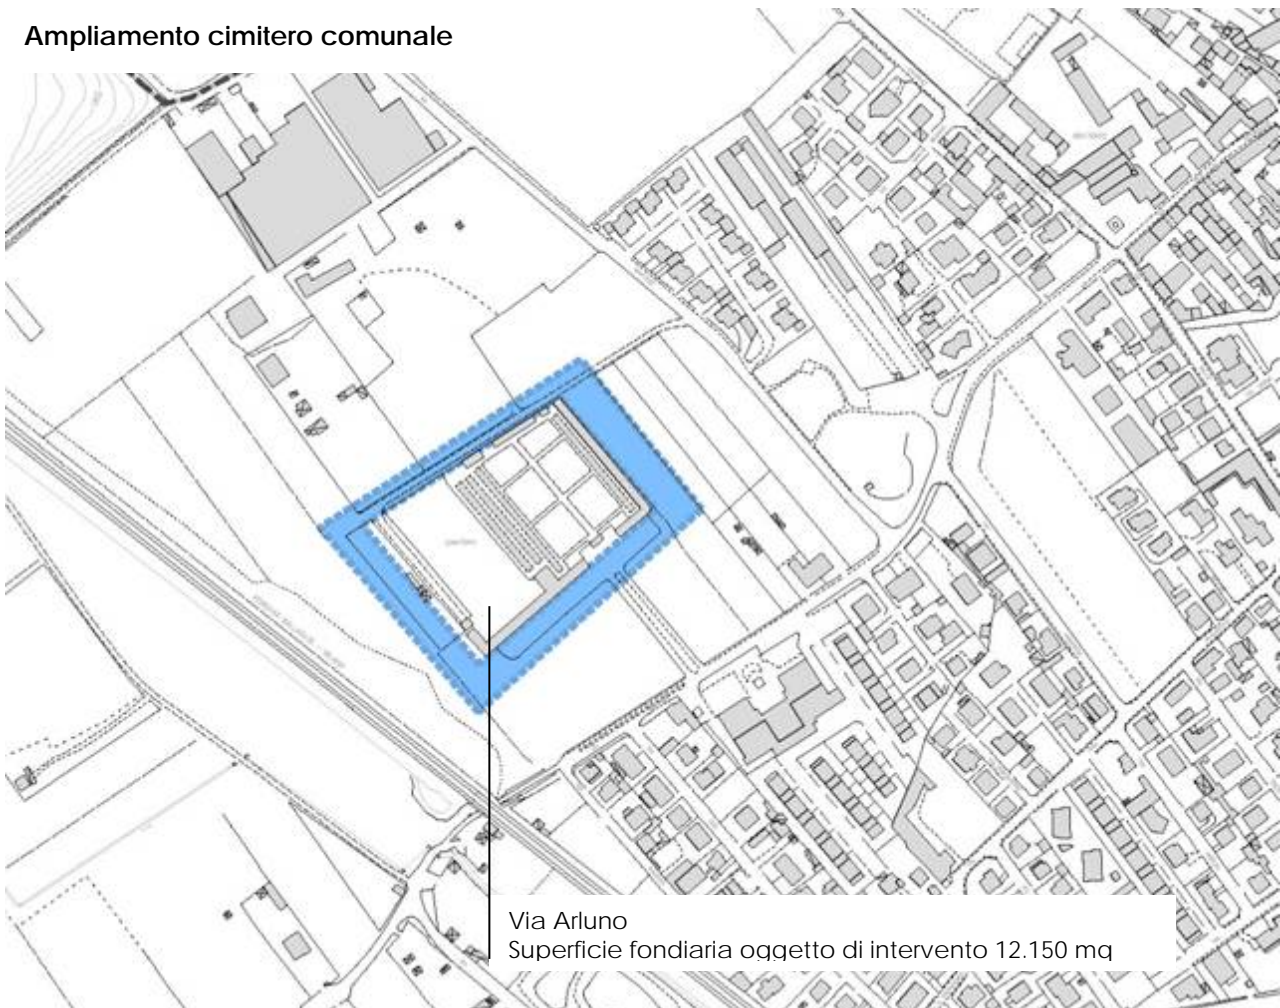 Ampliamento cimitero comunale
Via Arluno
Superficie fondiaria oggetto di intervento 12.150 mq